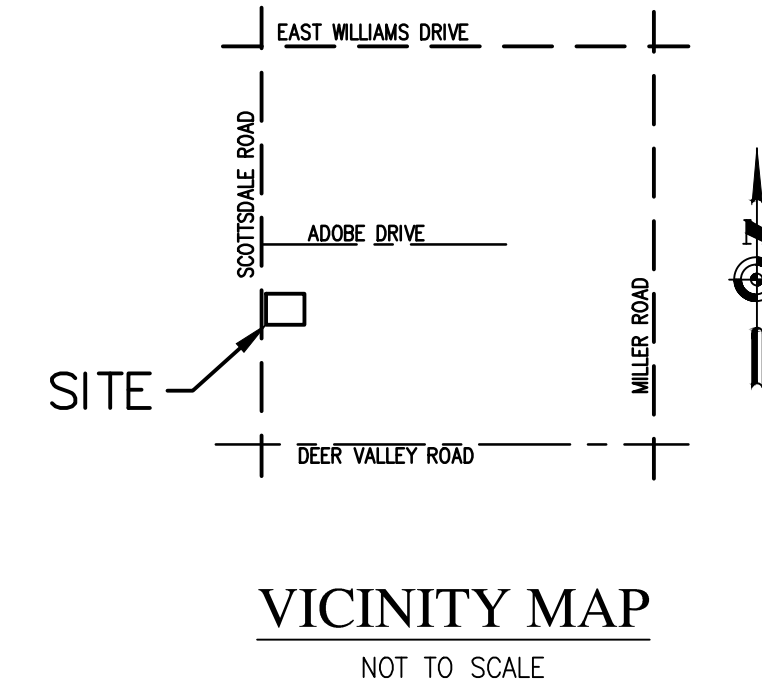 EAST WILLIAMS DRIVE
SCOTTSDALE ROAD
ADOBE DRIVE
MILLER ROAD
N
SITE
DEER VALLEY ROAD
VICINITY MAP
NOT TO SCALE